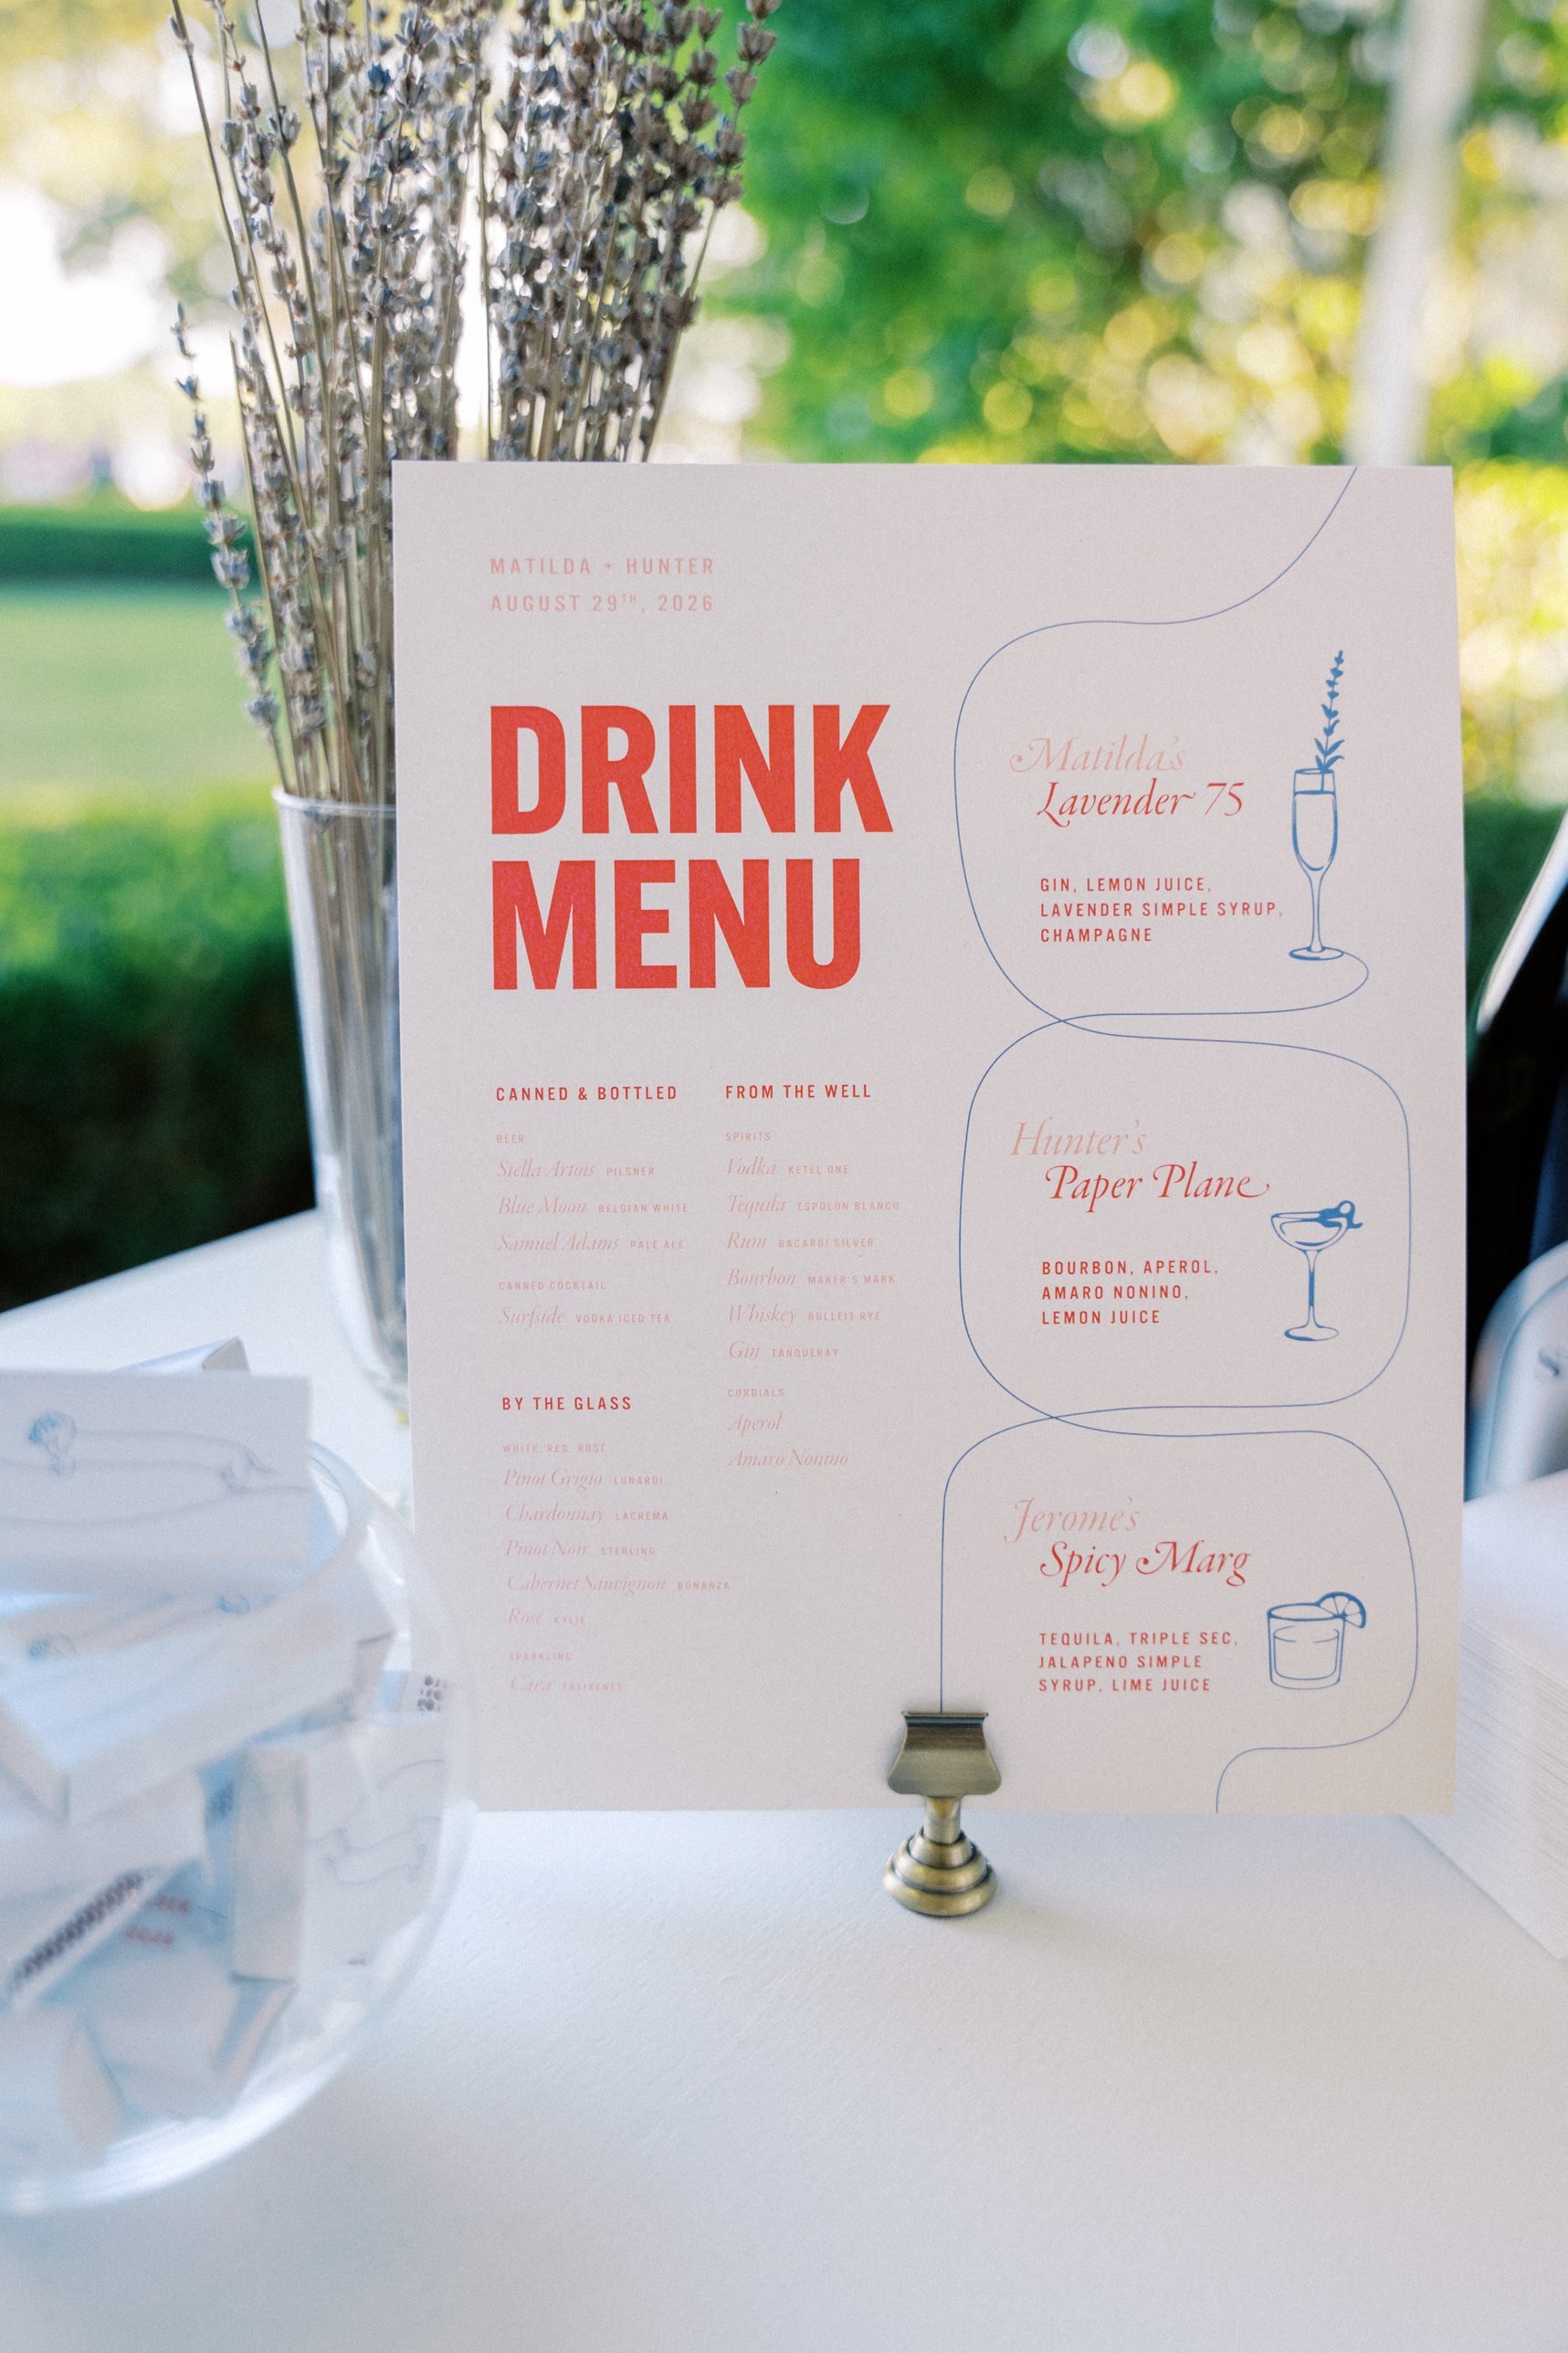 MATILDA + HUNTER
AUGUST 29TH, 2026
DRINK
MENU
CANNED & BOTTLED
BEER
Stella Artois PILSNER
Blue Moon BELGIAN WHITE
Samuel Adams PALE ALE
CANNED COCKTAIL
Surfside VODKA ICED TEA
BY THE GLASS
WHITE, RED, ROSE
Pinot Grigio LUNARDI
Chardonnay LACREMA
Pinot Noir STERLING
Cabernet Sauvignon BONANZA
Rosé KYLIE
SPARKLING
Cava FREIXENET
FROM THE WELL
SPIRITS
Vodka KETEL ONE
Tequila ESPOLON BLANCO
Rum BACARDI SILVER
Bourbon MAKER'S MARK
Whiskey BULLEIT RYE
Gin TANQUERAY
CORDIALS
Aperol
Amaro Nonino
Matilda's
Lavender 75
GIN, LEMON JUICE,
LAVENDER SIMPLE SYRUP,
CHAMPAGNE
Hunter's
Paper Plane
BOURBON, APEROL,
AMARO NONINO,
LEMON JUICE
Jerome's
Spicy Marg
TEQUILA, TRIPLE SEC,
JALAPENO SIMPLE
SYRUP, LIME JUICE